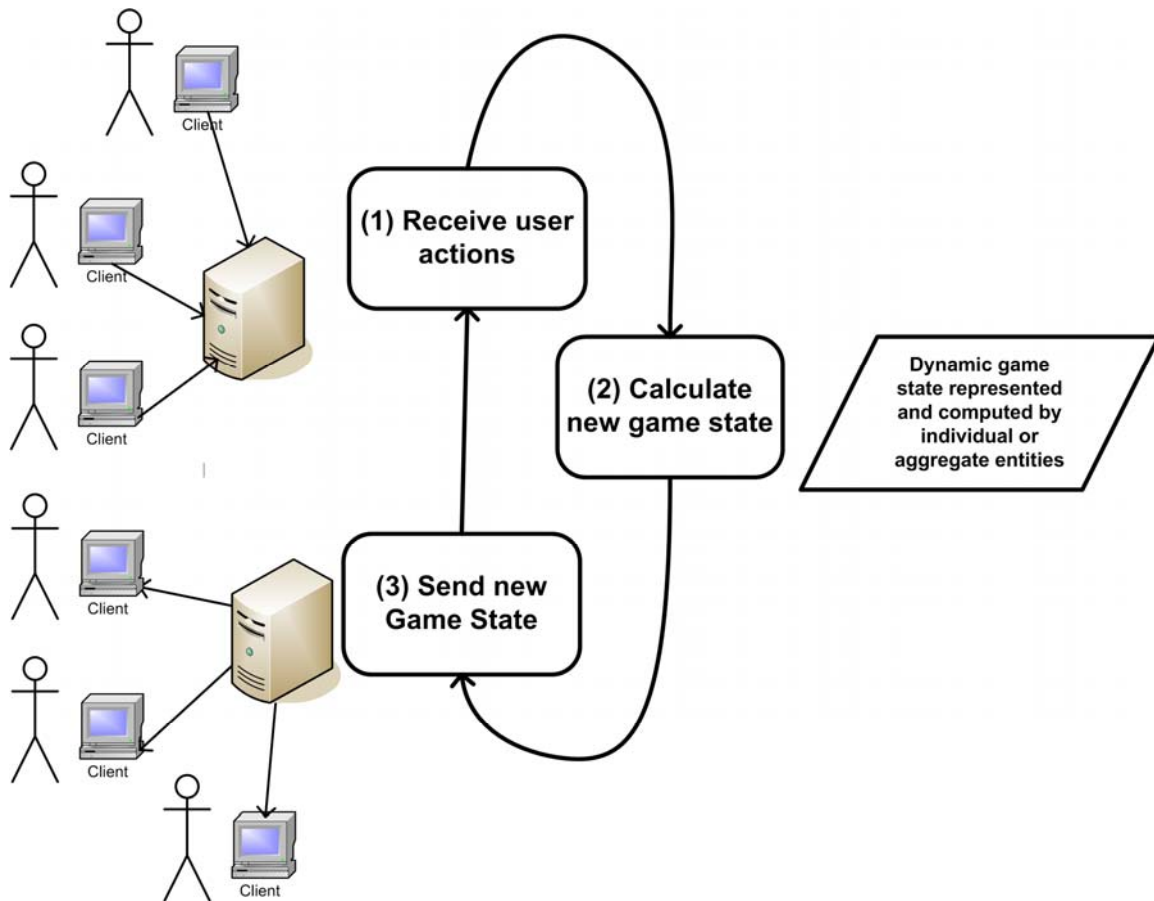 Client
Client
Client
(1) Receive user
actions
(2) Calculate
new game state
Dynamic game
state represented
and computed by
individual or
aggregate entities
(3) Send new
Game State
Client
Client
Client